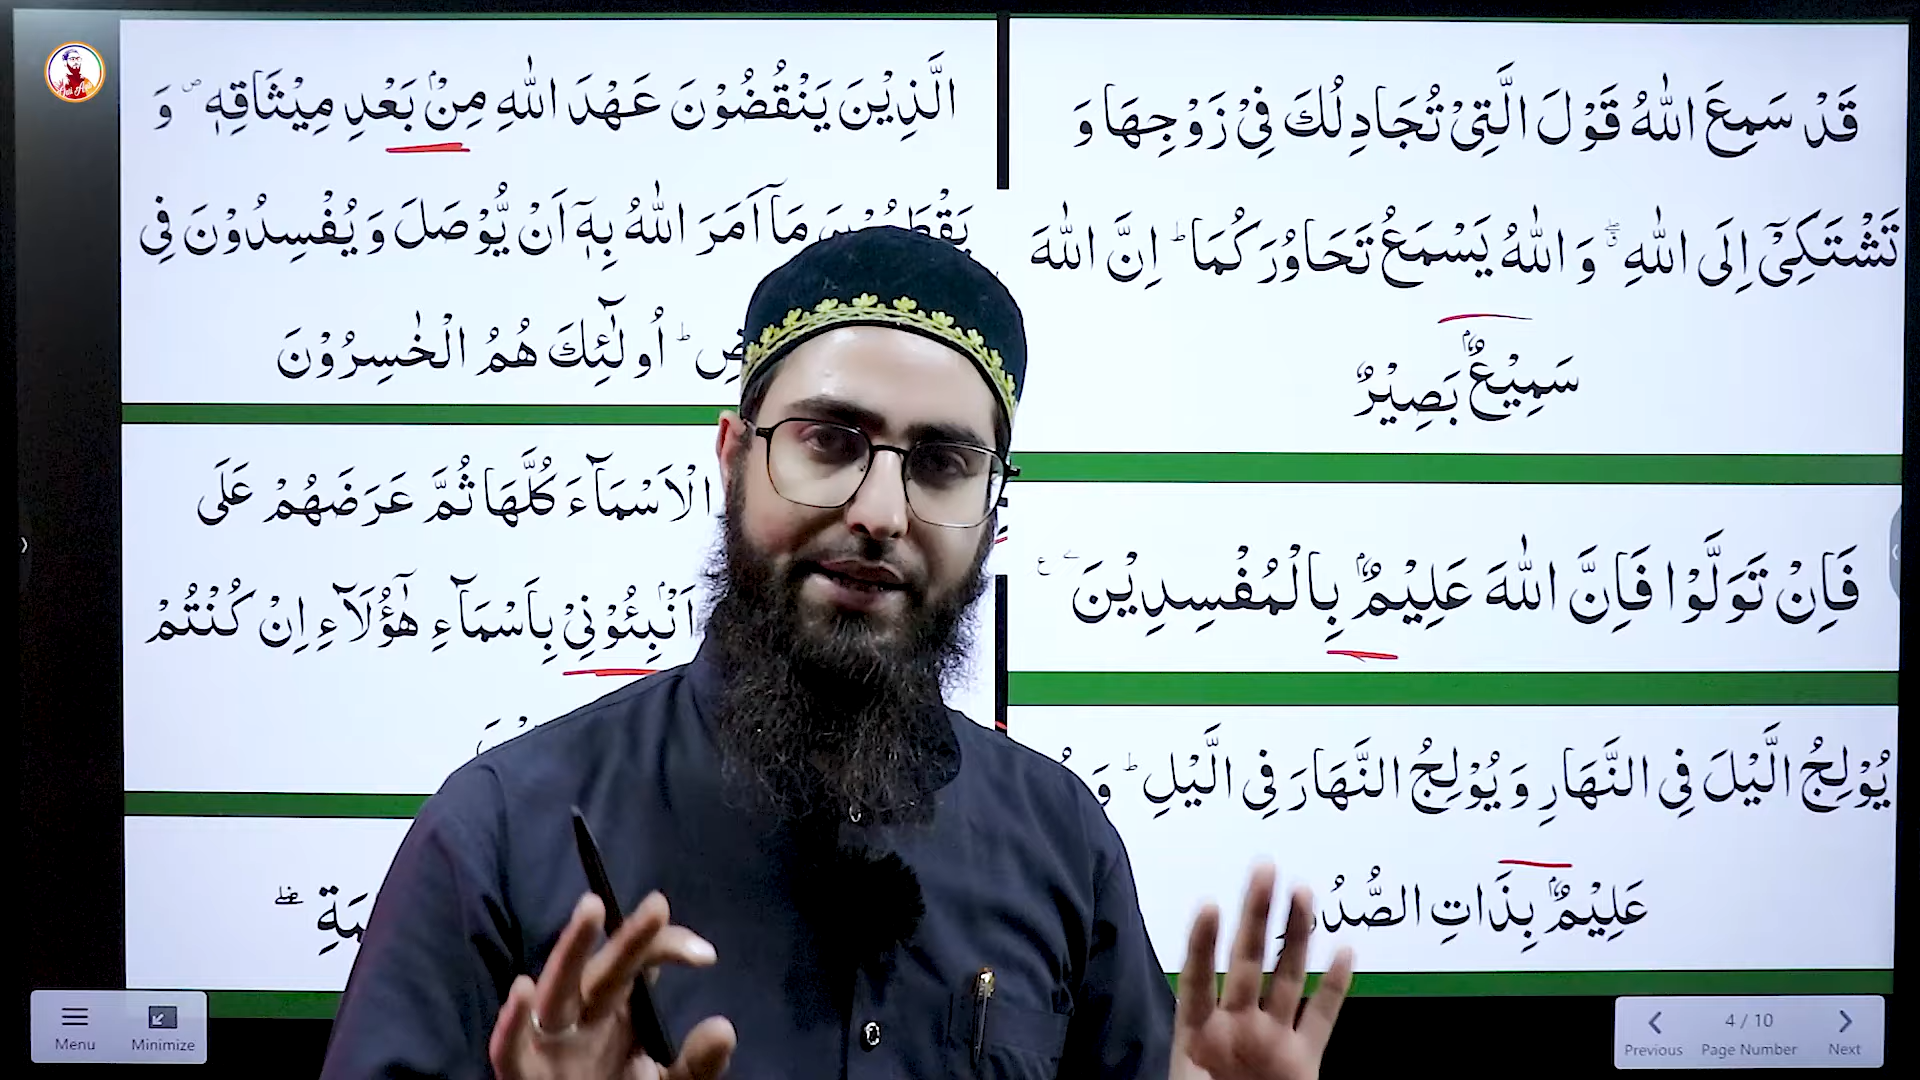 قَدْ سَمِعَ اللّٰهُ قَوْلَ الَّتِیْ تُجَادِلُكَ فِیْ زَوْجِهَا وَ
تَشْتَكِیْۤ اِلَی اللّٰهِ ۖۗ وَ اللّٰهُ یَسْمَعُ تَحَاوُرَكُمَا ؕ اِنَّ اللّٰهَ
سَمِیْعٌۢ بَصِیْرٌ
فَاِنْ تَوَلَّوْا فَاِنَّ اللّٰهَ عَلِیْمٌۢ بِالْمُفْسِدِیْنَ
یُوْلِجُ الَّیْلَ فِی النَّهَارِ وَ یُوْلِجُ النَّهَارَ فِی الَّیْلِ ؕ وَ
عَلِیْمٌۢ بِذَاتِ
الَّذِیْنَ یَنْقُضُوْنَ عَهْدَ اللّٰهِ مِنْۢ بَعْدِ مِیْثَاقِهٖ ۪ وَ
مَاۤ اَمَرَ اللّٰهُ بِهٖۤ اَنْ یُّوْصَلَ وَ یُفْسِدُوْنَ فِی
ؕ اُولٰٓىِٕكَ هُمُ الْخٰسِرُوْنَ
الْاَسْمَآءَ كُلَّهَا ثُمَّ عَرَضَهُمْ عَلَی
اَنْۢبِـُٔوْنِیْ بِاَسْمَآءِ هٰۤؤُلَآءِ اِنْ كُنْتُمْ
Menu
Minimize
4 / 10
Previous
Page Number
Next